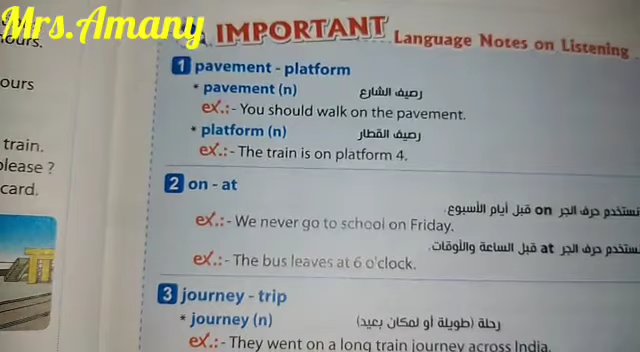 Mrs.Amany
ours.
ours
train.
please ?
card.
IMPORTANT Language Notes on Listening
1 pavement - platform
* pavement (n) رصيف الشارع
ex.:- You should walk on the pavement.
* platform (n) رصيف القطار
ex.:- The train is on platform 4.
2 on - at
نستخدم حرف الجر on قبل أيام الأسبوع.
ex.:- We never go to school on Friday.
نستخدم حرف الجر at قبل الساعة والأوقات.
ex.:- The bus leaves at 6 o'clock.
3 journey - trip
* journey (n) رحلة (طويلة أو لمكان بعيد)
ex.:- They went on a long train journey across India.